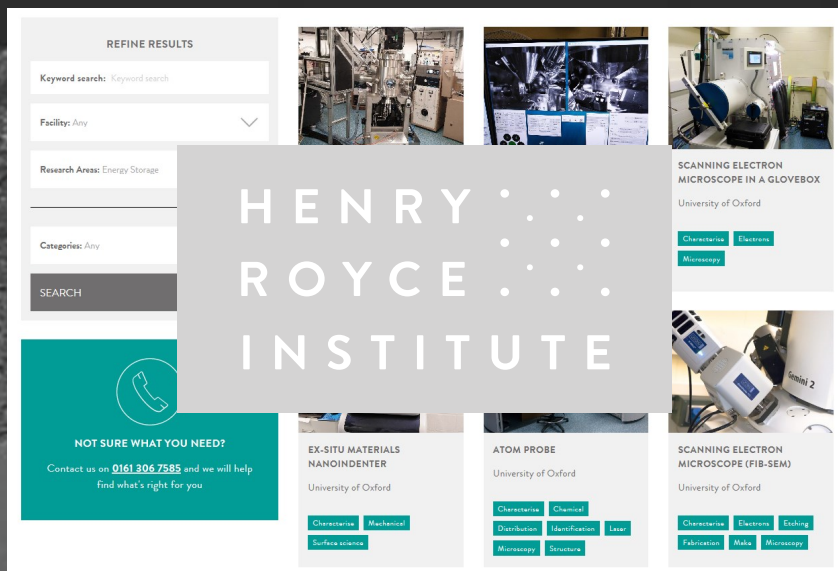 REFINE RESULTS
Keyword search: Keyword search
Facility: Any
Research Areas: Energy Storage
Categories: Any
SEARCH
NOT SURE WHAT YOU NEED?
Contact us on 0161 306 7585 and we will help
find what's right for you
HENRY
ROYCE
INSTITUTE
SCANNING ELECTRON
MICROSCOPE IN A GLOVEBOX
University of Oxford
Characterise Electrons
Microscopy
EX-SITU MATERIALS
NANOINDENTER
University of Oxford
Characterise Mechanical
Surface science
ATOM PROBE
University of Oxford
Characterise Chemical
Distribution Identification Laser
Microscopy Structure
Gemini 2
SCANNING ELECTRON
MICROSCOPE (FIB-SEM)
University of Oxford
Characterise Electrons Etching
Fabrication Make Microscopy